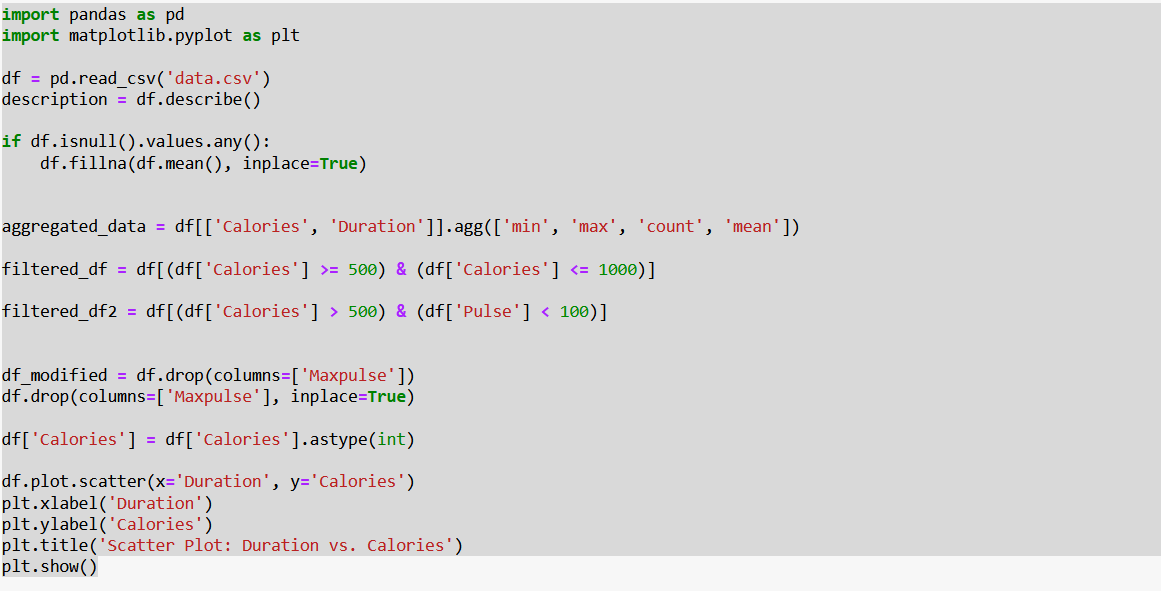 import pandas as pd
import matplotlib.pyplot as plt
df = pd.read_csv('data.csv')
description = df.describe()
if df.isnull().values.any():
    df.fillna(df.mean(), inplace=True)
aggregated_data = df[['Calories', 'Duration']].agg(['min', 'max', 'count', 'mean'])
filtered_df = df[(df['Calories'] >= 500) & (df['Calories'] <= 1000)]
filtered_df2 = df[(df['Calories'] > 500) & (df['Pulse'] < 100)]
df_modified = df.drop(columns=['Maxpulse'])
df.drop(columns=['Maxpulse'], inplace=True)
df['Calories'] = df['Calories'].astype(int)
df.plot.scatter(x='Duration', y='Calories')
plt.xlabel('Duration')
plt.ylabel('Calories')
plt.title('Scatter Plot: Duration vs. Calories')
plt.show()